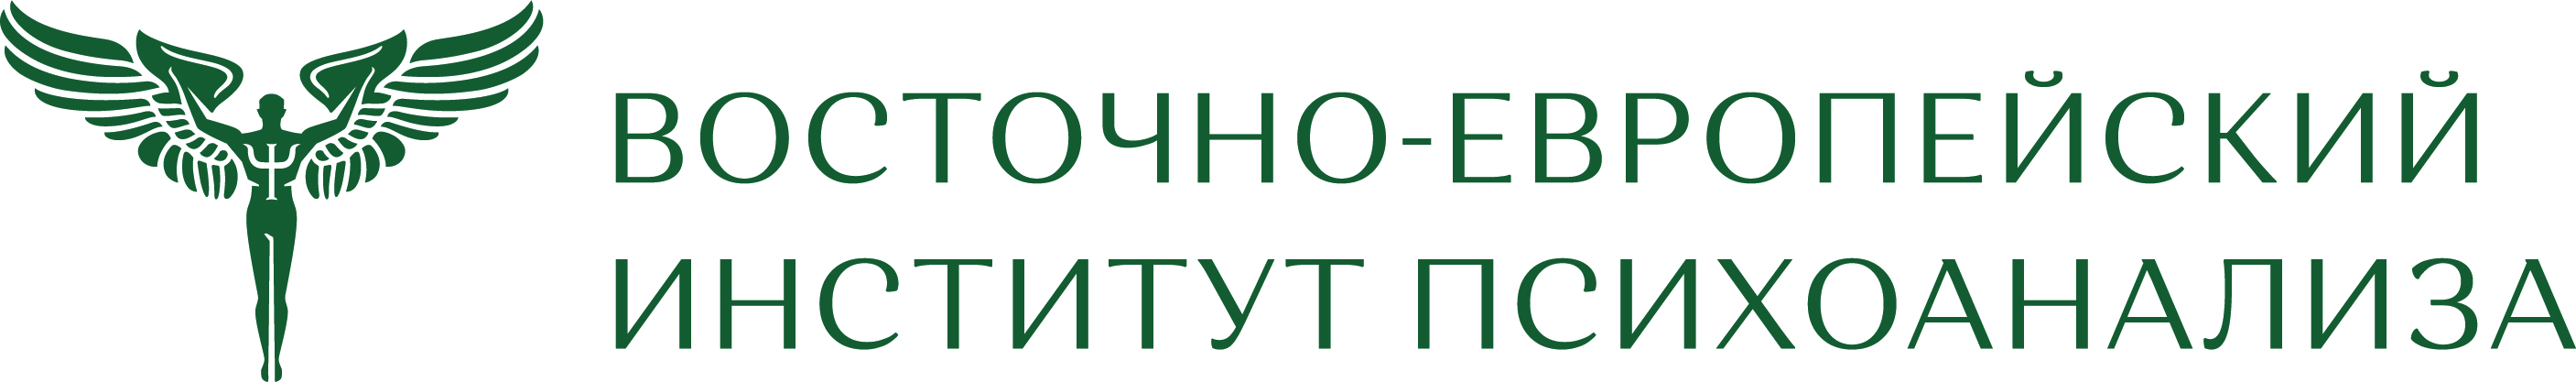 ВОСТОЧНО-ЕВРОПЕЙСКИЙ
ИНСТИТУТ ПСИХОАНАЛИЗА